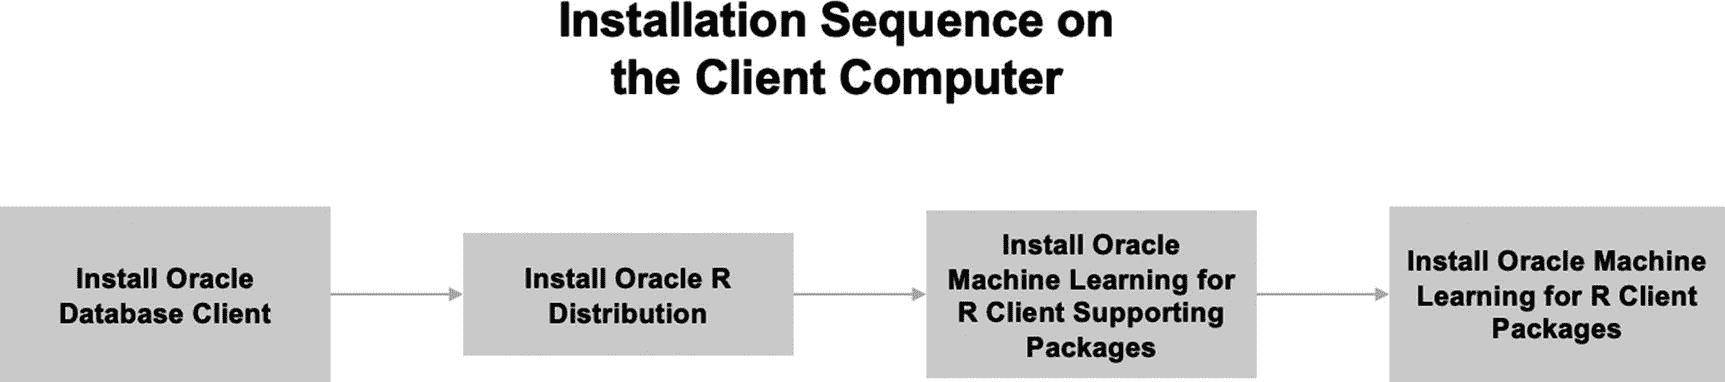 Installation Sequence on
the Client Computer
Install Oracle
Database Client
Install Oracle R
Distribution
Install Oracle
Machine Learning for
R Client Supporting
Packages
Install Oracle Machine
Learning for R Client
Packages